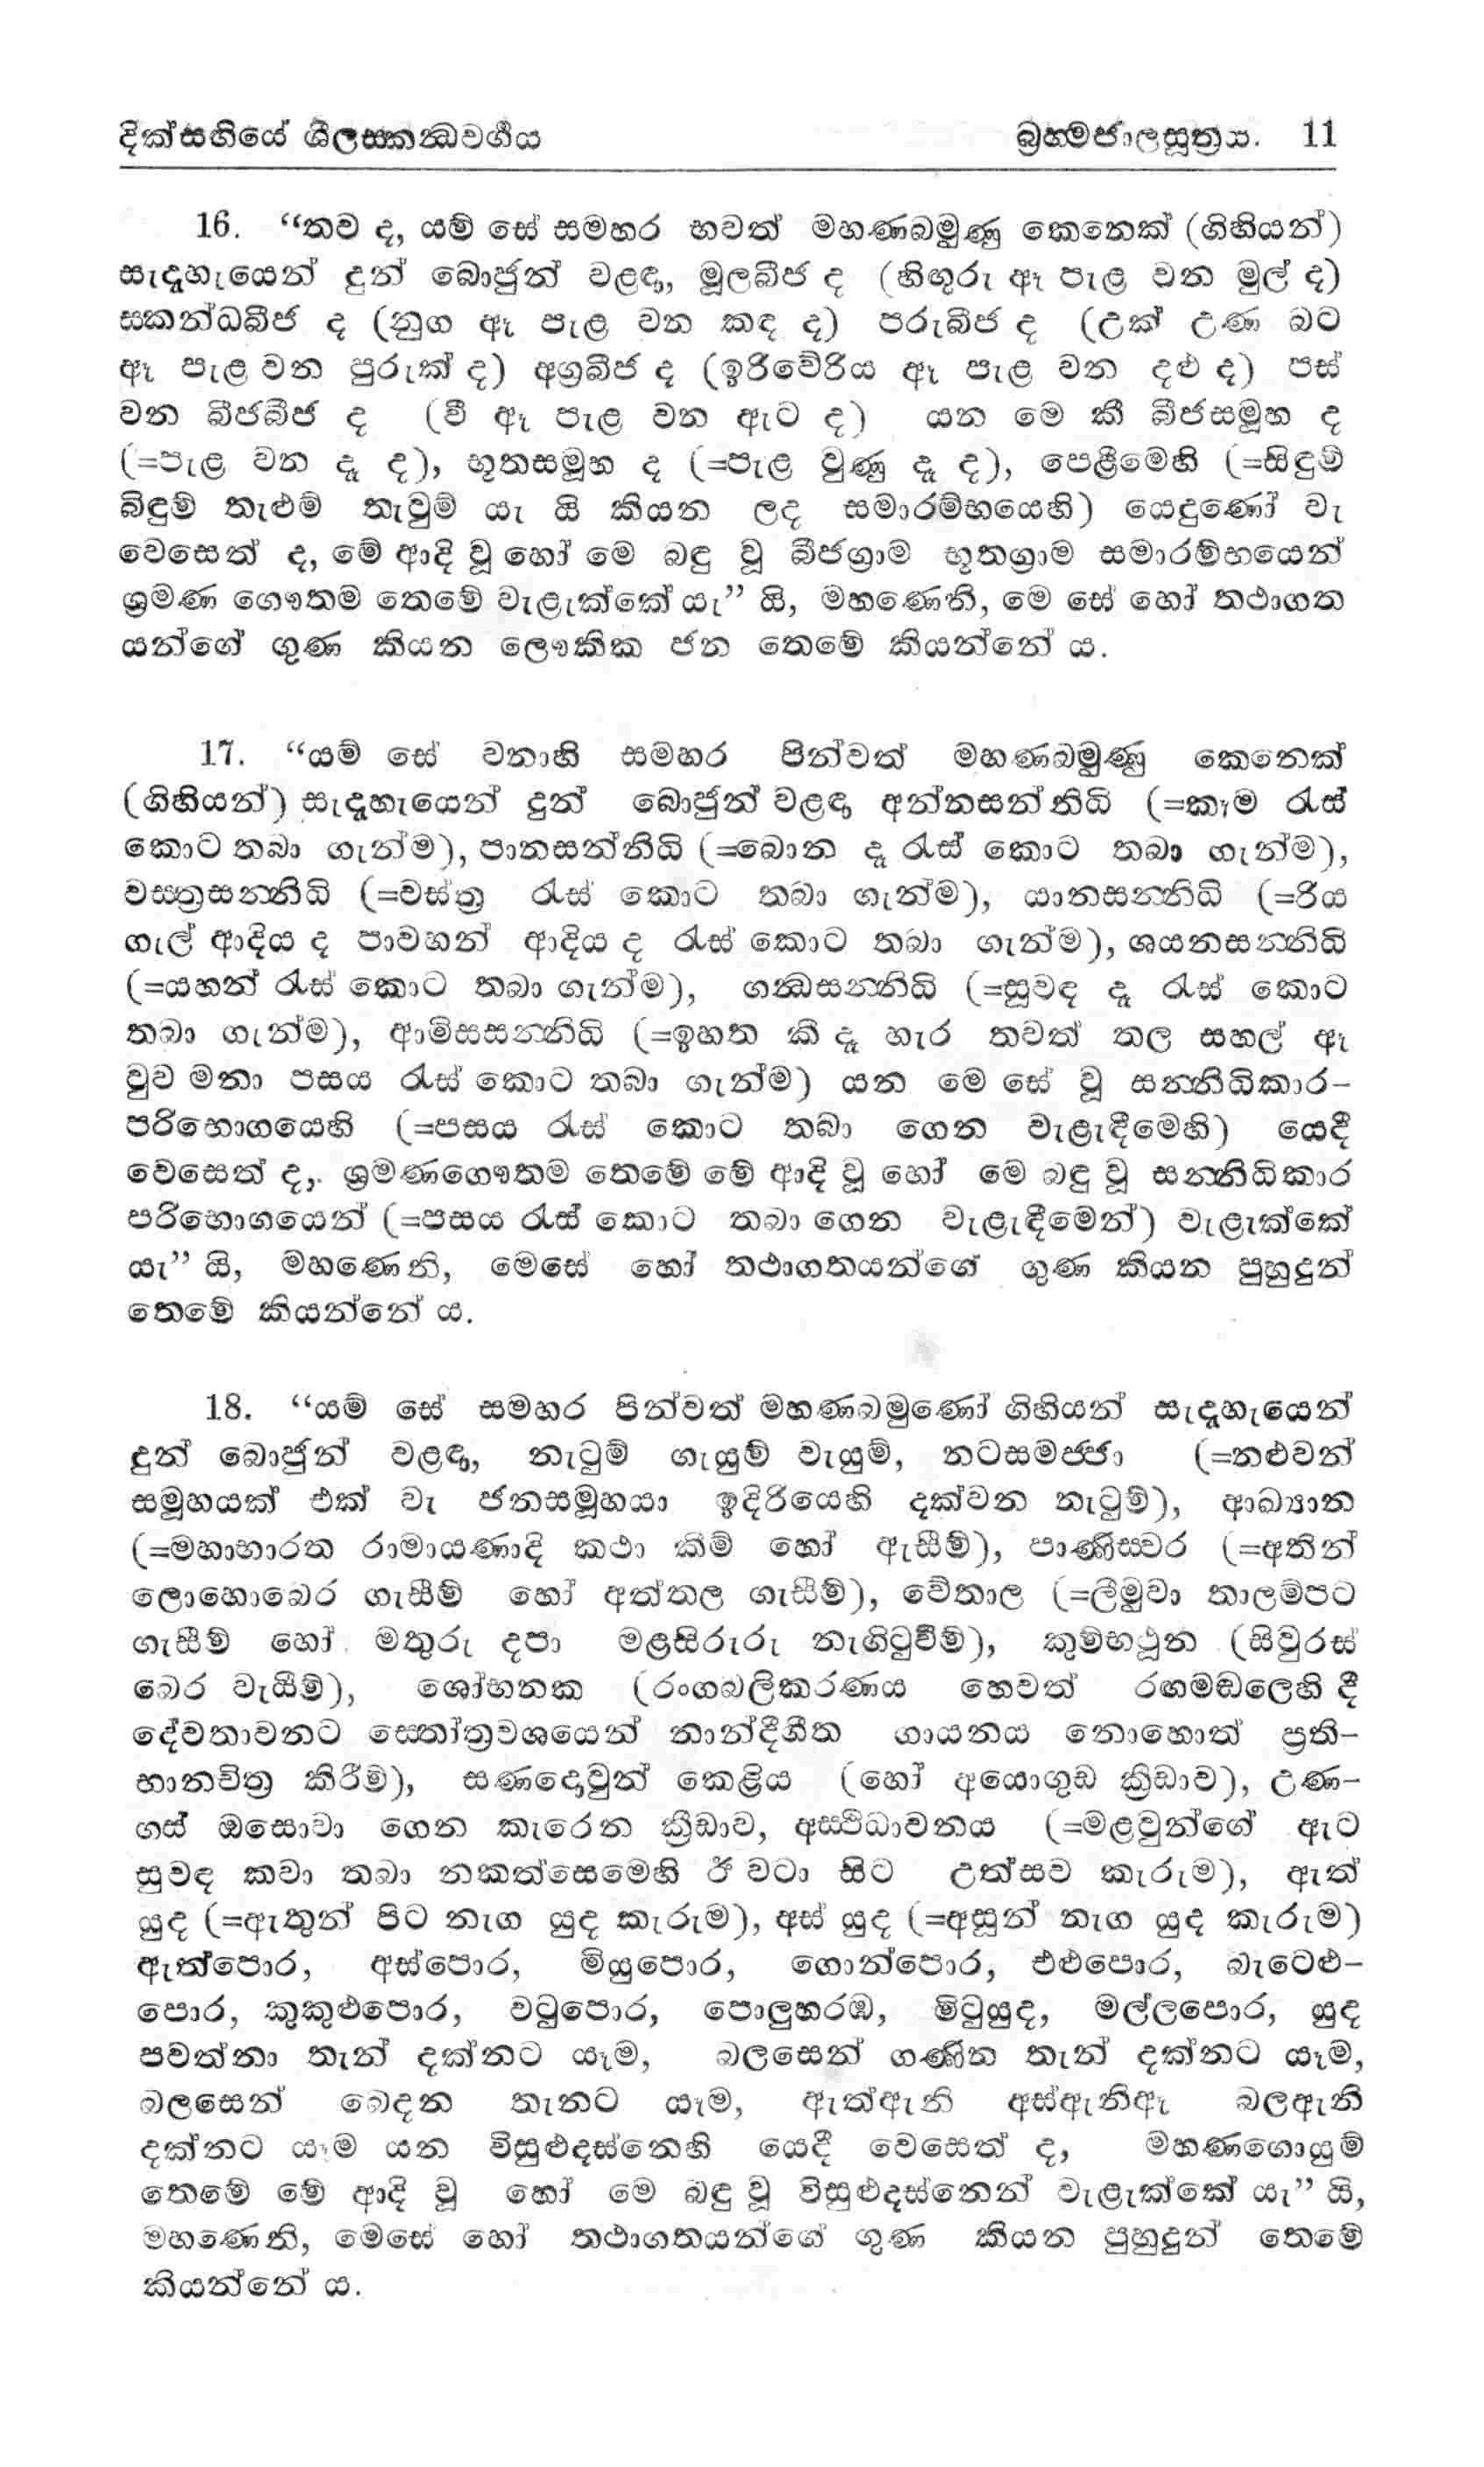 දික්සඟියේ ශීලස්කන්ධවර්ගය බ්‍රහ්මජාලසූත්‍රය. 11
16. “තව ද, යම් සේ සමහර භවත් මහණබමුණු කෙනෙක් (ගිහියන්)
සැදැහැයෙන් දුන් බොජුන් වළඳා, මූලබීජ ද (හිඟුරු ඈ පැළ වන මුල් ද)
සකන්ධබීජ ද (නුග ඈ පැළ වන කඳ ද) පරුබීජ ද (උක් උණ බට
ඈ පැළ වන පුරුක් ද) අග්‍රබීජ ද (ඉරිවේරිය ඈ පැළ වන දළු ද) පස්
වන බීජබීජ ද (වී ඈ පැළ වන ඇට ද) යන මෙ කී බීජසමූහ ද
(=පැළ වන දෑ ද), භූතසමූහ ද (=පැළ වුණු දෑ ද), පෙළීමෙහි (=සිඳුම්
බිඳුම් තැළුම් තැවුම් යැ යි කියන ලද සමාරම්භයෙහි) යෙදුණෝ වැ
වෙසෙත් ද, මේ ආදි වූ හෝ මෙ බඳු වූ බීජග්‍රාම භූතග්‍රාම සමාරම්භයෙන්
ශ්‍රමණ ගෞතම තෙමේ වැළැක්කේ යැ” යි, මහණෙනි, මෙ සේ හෝ තථාගත
යන්ගේ ගුණ කියන ලෞකික ජන තෙමේ කියන්නේ ය.
17. “යම් සේ වනාහි සමහර පින්වත් මහණබමුණු කෙනෙක්
(ගිහියන්) සැදැහැයෙන් දුන් බොජුන් වළඳා අන්නසන්නිධි (=කෑම රැස්
කොට තබා ගැන්ම), පානසන්නිධි (=බොන දෑ රැස් කොට තබා ගැන්ම),
වස්ත්‍රසන්නිධි (=වස්ත්‍ර රැස් කොට තබා ගැන්ම), යානසන්නිධි (=රිය
ගැල් ආදිය ද පාවහන් ආදිය ද රැස් කොට තබා ගැන්ම), ශයනසන්නිධි
(=යහන් රැස් කොට තබා ගැන්ම), ගන්ධසන්නිධි (=සුවඳ දෑ රැස් කොට
තබා ගැන්ම), ආමිසසන්නිධි (=ඉහත කී දෑ හැර තවත් තල සහල් ඈ
වුව මනා පසය රැස් කොට තබා ගැන්ම) යන මෙ සේ වූ සන්නිධිකාර-
පරිභොගයෙහි (=පසය රැස් කොට තබා ගෙන වැළැඳීමෙහි) යෙදී
වෙසෙත් ද, ශ්‍රමණගෞතම තෙමේ මේ ආදි වූ හෝ මෙ බඳු වූ සන්නිධිකාර
පරිභොගයෙන් (=පසය රැස් කොට තබා ගෙන වැළැඳීමෙන්) වැළැක්කේ
යැ” යි, මහණෙනි, මෙසේ හෝ තථාගතයන්ගේ ගුණ කියන පුහුදුන්
තෙමේ කියන්නේ ය.
18. “යම් සේ සමහර පින්වත් මහණබමුණෝ ගිහියන් සැදැහැයෙන්
දුන් බොජුන් වළඳා, නැටුම් ගැයුම් වැයුම්, නටසමජ්ජා (=නළුවන්
සමූහයක් එක් වැ ජනසමූහයා ඉදිරියෙහි දක්වන නැටුම්), ආඛ්‍යාන
(=මහාභාරත රාමායණාදි කථා කීම් හෝ ඇසීම්), පාණිස්වර (=අතින්
ලොහොබෙර ගැසීම් හෝ අත්තල ගැසීම්), වේතාල (=ලීමුවා තාලම්පට
ගැසීම් හෝ මතුරු දපා මළසිරුරු නැඟිටුවීම්), කුම්භථූන (සිවුරස්
බෙර වැයීම්), ශෝභනක (රංගබලිකරණය හෙවත් රඟමඬලෙහි දී
දේවතාවනට ස්තෝත්‍රවශයෙන් නාන්දීගීත ගායනය නොහොත් ප්‍රති-
භානචිත්‍ර කිරීම්), සණදොවුන් කෙළිය (හෝ අයොගුඩ ක්‍රීඩාව), උණ-
ගස් ඔසොවා ගෙන කැරෙන ක්‍රීඩාව, අස්ථිධාවනය (=මළවුන්ගේ ඇට
සුවඳ කවා තබා නකත්සෙමෙහි ඊ වටා සිට උත්සව කැරුම), ඇත්
යුද (=ඇතුන් පිට නැග යුද කැරුම), අස් යුද (=අසුන් නැග යුද කැරුම)
ඇත්පොර, අස්පොර, මියුපොර, ගොන්පොර, එළුපොර, බැටෙළු-
පොර, කුකුළුපොර, වටුපොර, පොලුහරඹ, මිටුයුද, මල්ලපොර, යුද
පවත්නා තැන් දක්නට යෑම, බලසෙන් ගණින තැන් දක්නට යෑම,
බලසෙන් බෙදන තැනට යෑම, ඇත්ඇනි අස්ඇනිඈ බලඇනි
දක්නට යෑම යන විසුළුදස්නෙහි යෙදී වෙසෙත් ද, මහණගොයුම්
තෙමේ මේ ආදි වූ හෝ මෙ බඳු වූ විසුළුදස්නෙන් වැළැක්කේ යැ” යි,
මහණෙනි, මෙසේ හෝ තථාගතයන්ගේ ගුණ කියන පුහුදුන් තෙමේ
කියන්නේ ය.